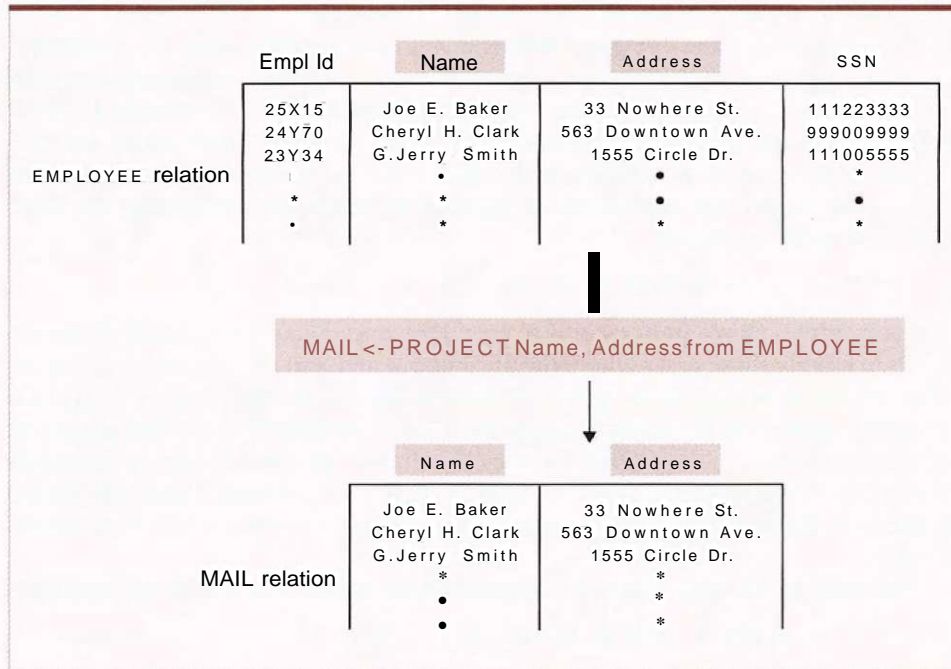 Empl Id Name Address SSN
25X15 Joe E. Baker 33 Nowhere St. 111223333
24Y70 Cheryl H. Clark 563 Downtown Ave. 999009999
23Y34 G.Jerry Smith 1555 Circle Dr. 111005555
EMPLOYEE relation • • *
* * • •
• * * *
MAIL <- PROJECT Name, Address from EMPLOYEE
Name Address
Joe E. Baker 33 Nowhere St.
Cheryl H. Clark 563 Downtown Ave.
G.Jerry Smith 1555 Circle Dr.
MAIL relation * *
• *
• *